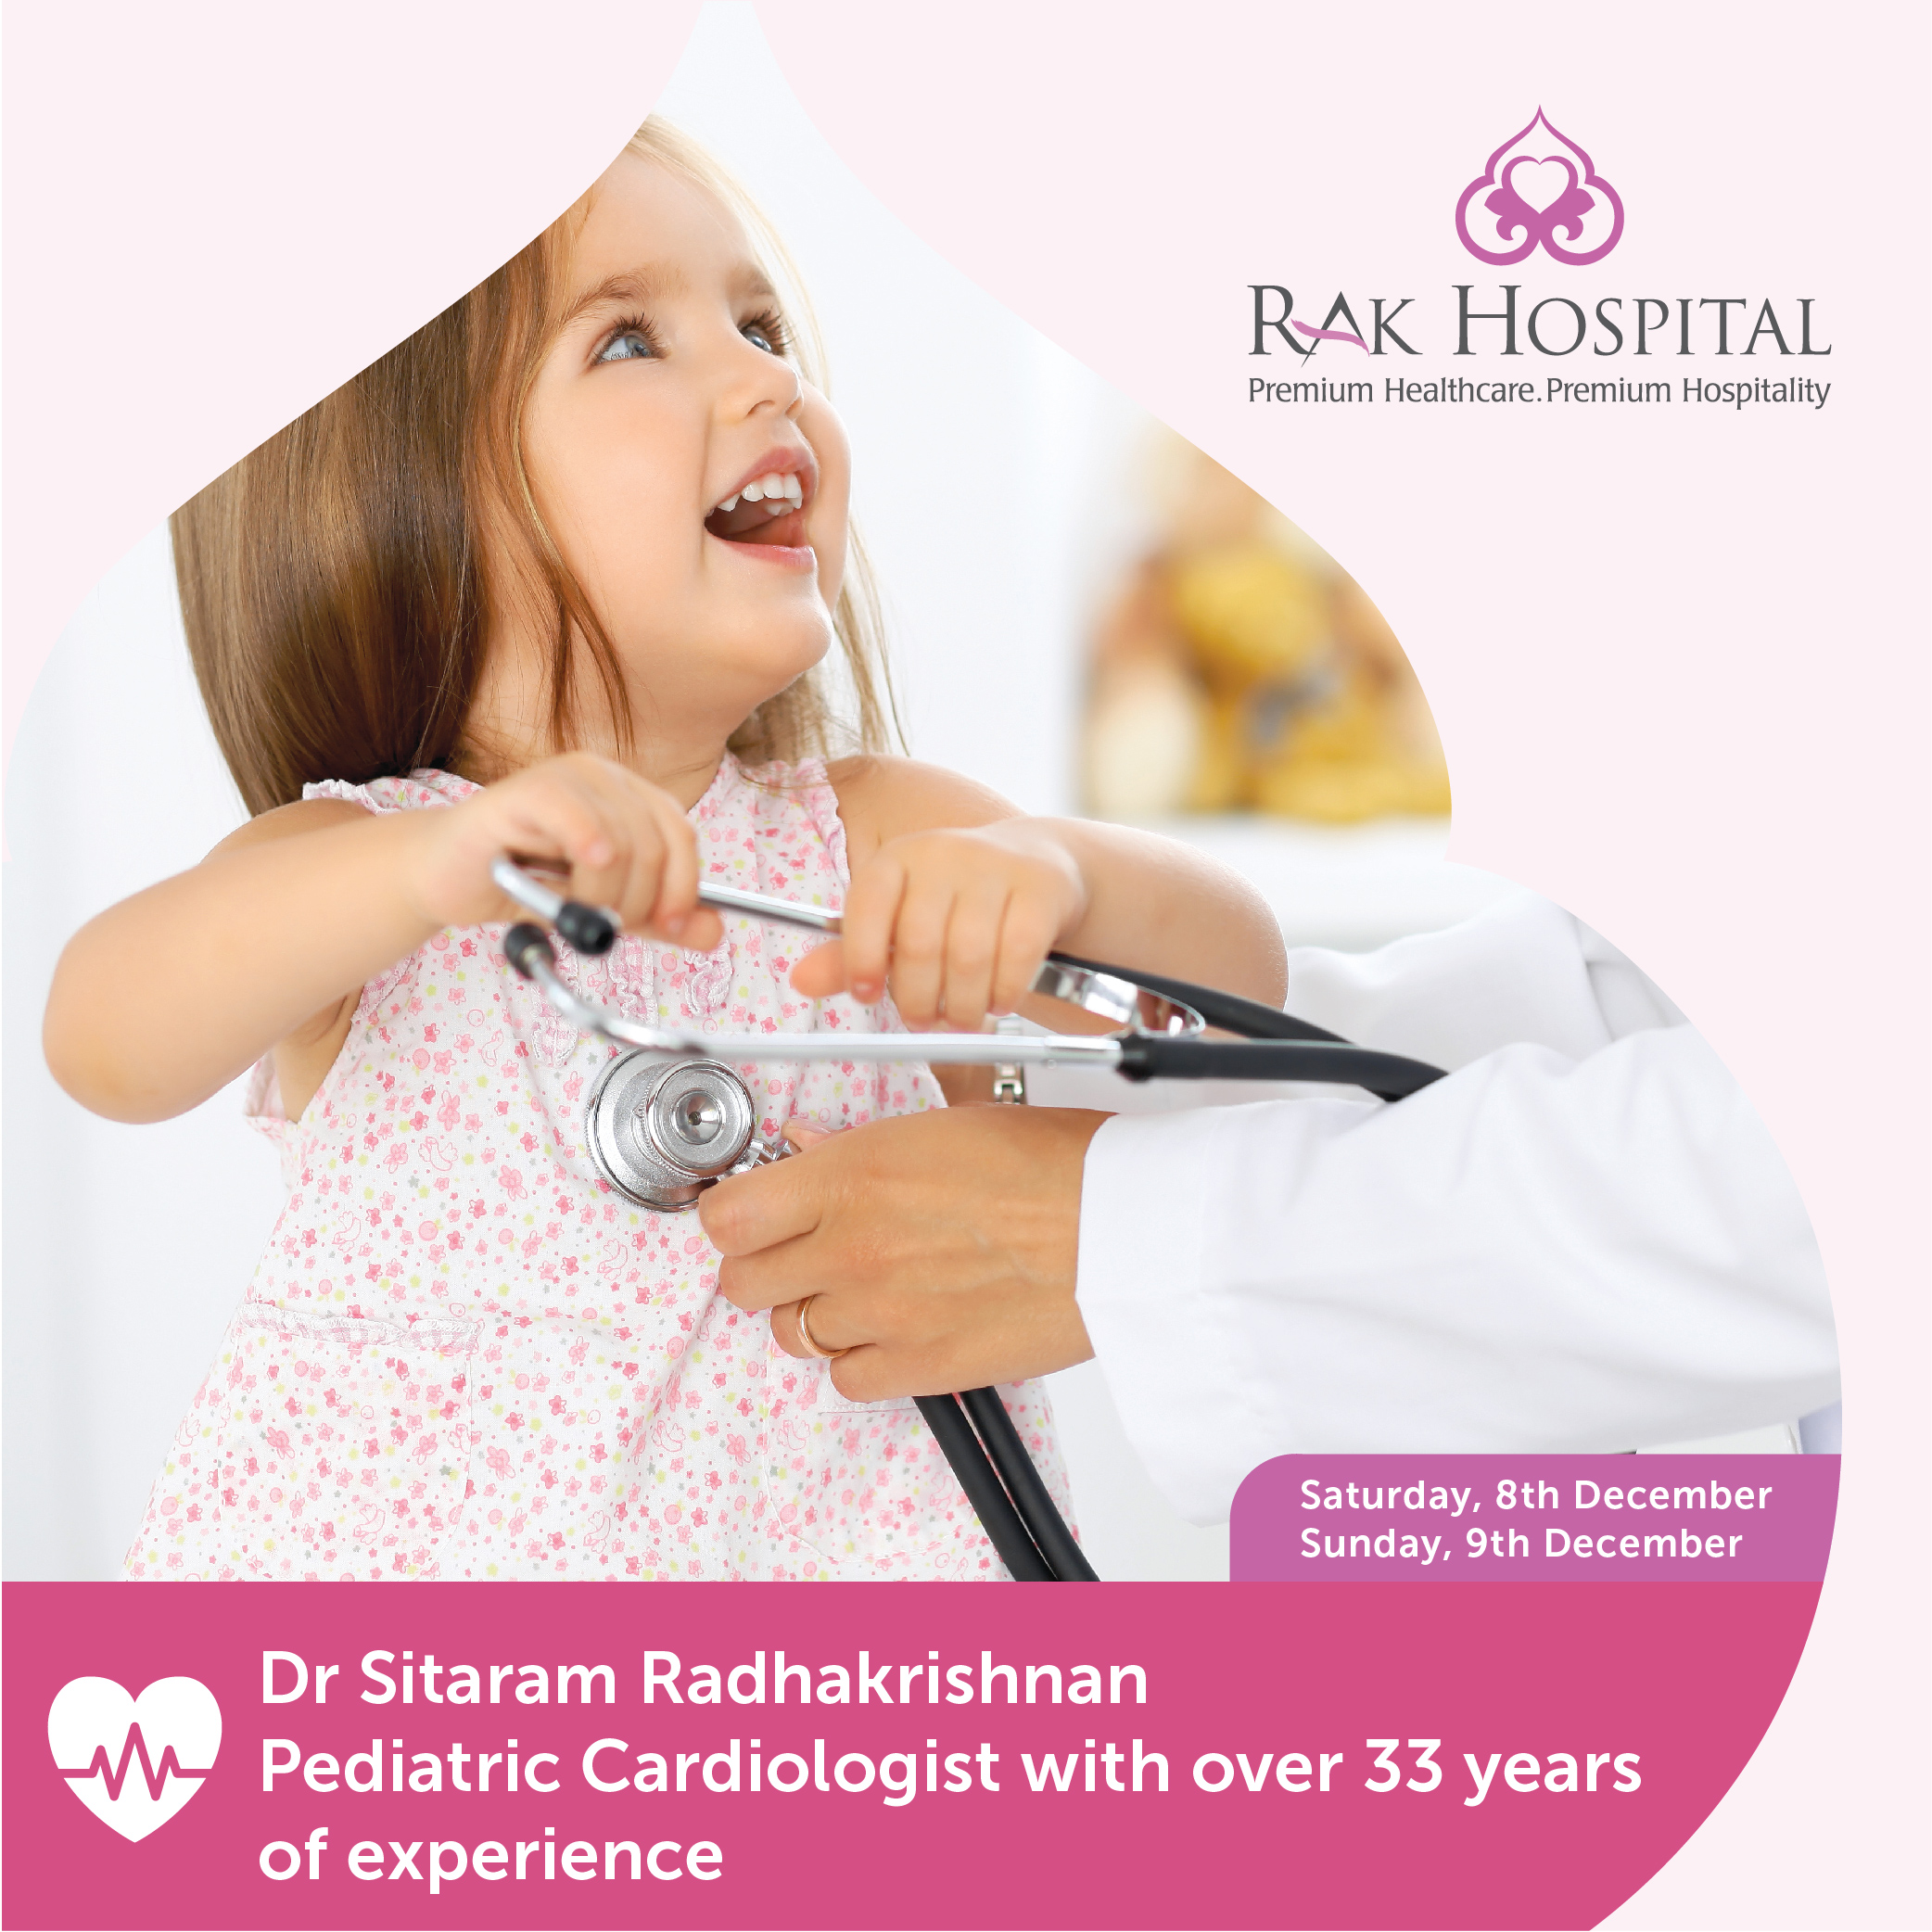 RAK HOSPITAL
Premium Healthcare. Premium Hospitality
Saturday, 8th December
Sunday, 9th December
Dr Sitaram Radhakrishnan
Pediatric Cardiologist with over 33 years
of experience